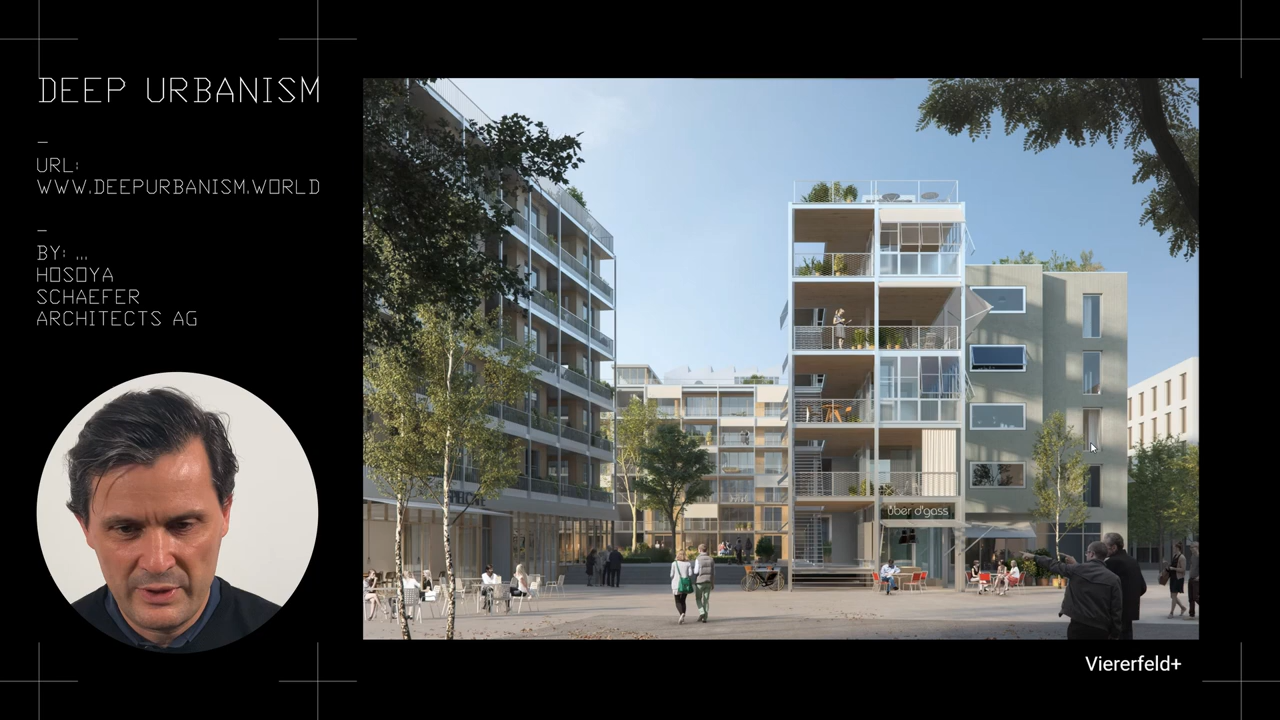 DEEP URBANISM
–
URL:
WWW.DEEPURBANISM.WORLD
–
BY: ...
HOSOYA
SCHAEFER
ARCHITECTS AG
über d'gass
Viererfeld+